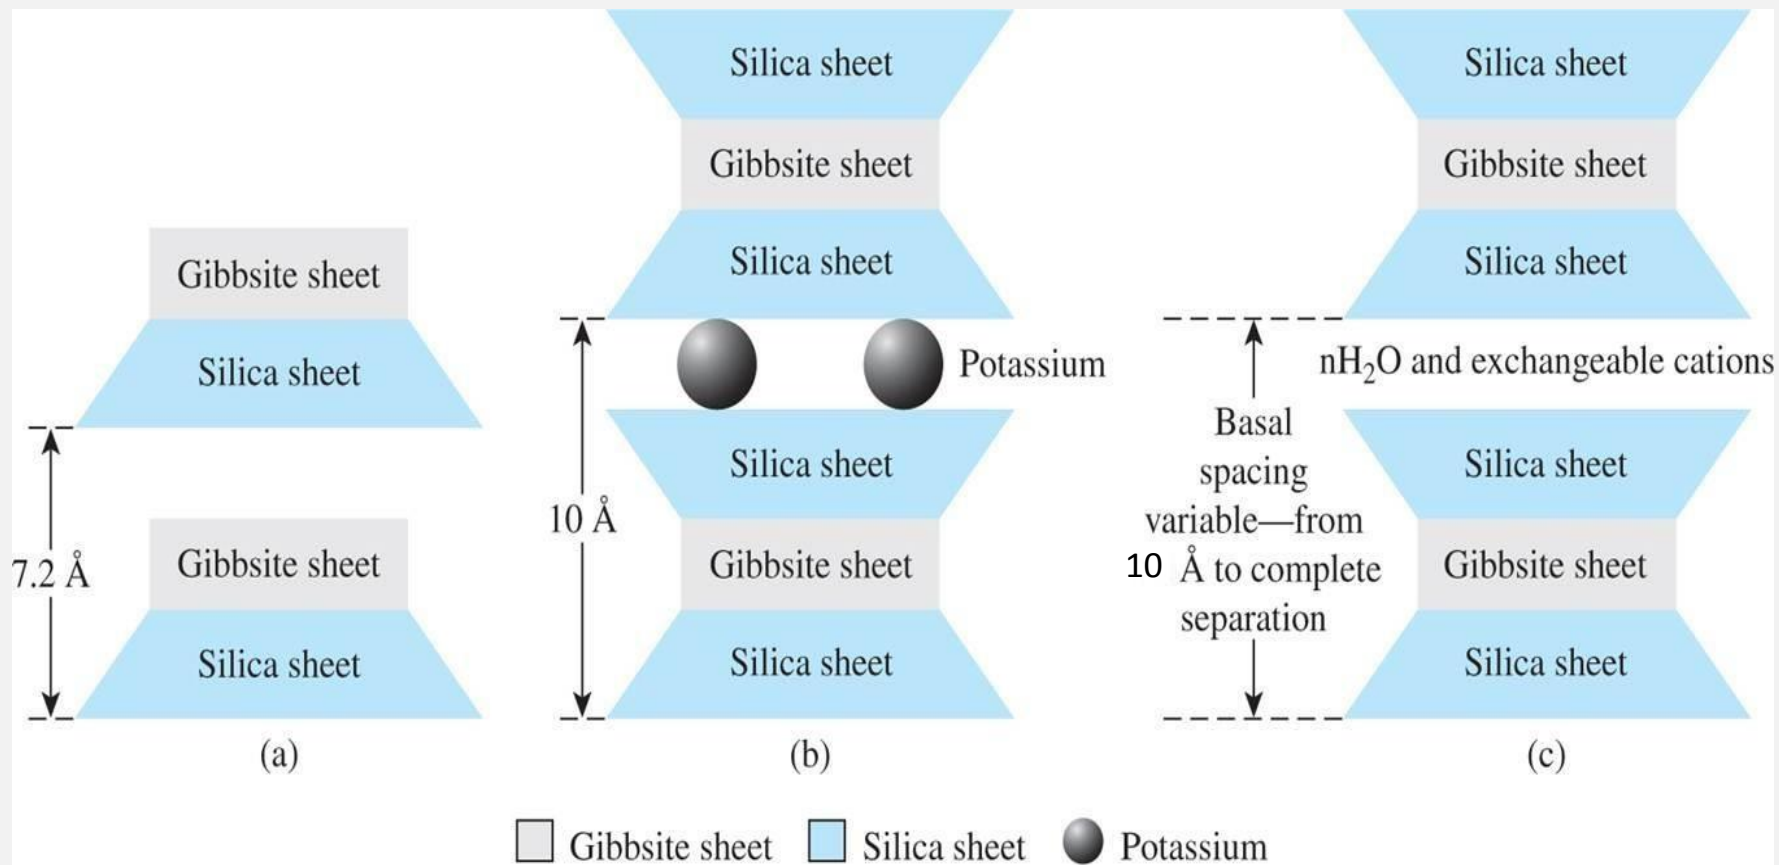 Gibbsite sheet
Silica sheet
7.2 Å
Gibbsite sheet
Silica sheet
(a)
Silica sheet
Gibbsite sheet
Silica sheet
Potassium
10 Å
Silica sheet
Gibbsite sheet
Silica sheet
(b)
Silica sheet
Gibbsite sheet
Silica sheet
nH₂O and exchangeable cations
Basal
spacing
variable—from
10 Å to complete
separation
Silica sheet
Gibbsite sheet
Silica sheet
(c)
Gibbsite sheet Silica sheet Potassium